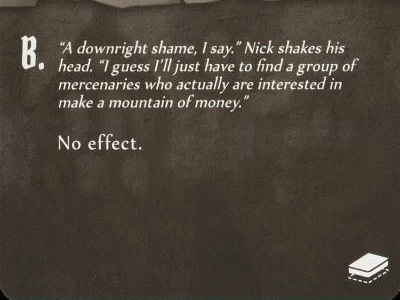 B.
“A downright shame, I say.” Nick shakes his
head. “I guess I’ll just have to find a group of
mercenaries who actually are interested in
make a mountain of money.”
No effect.